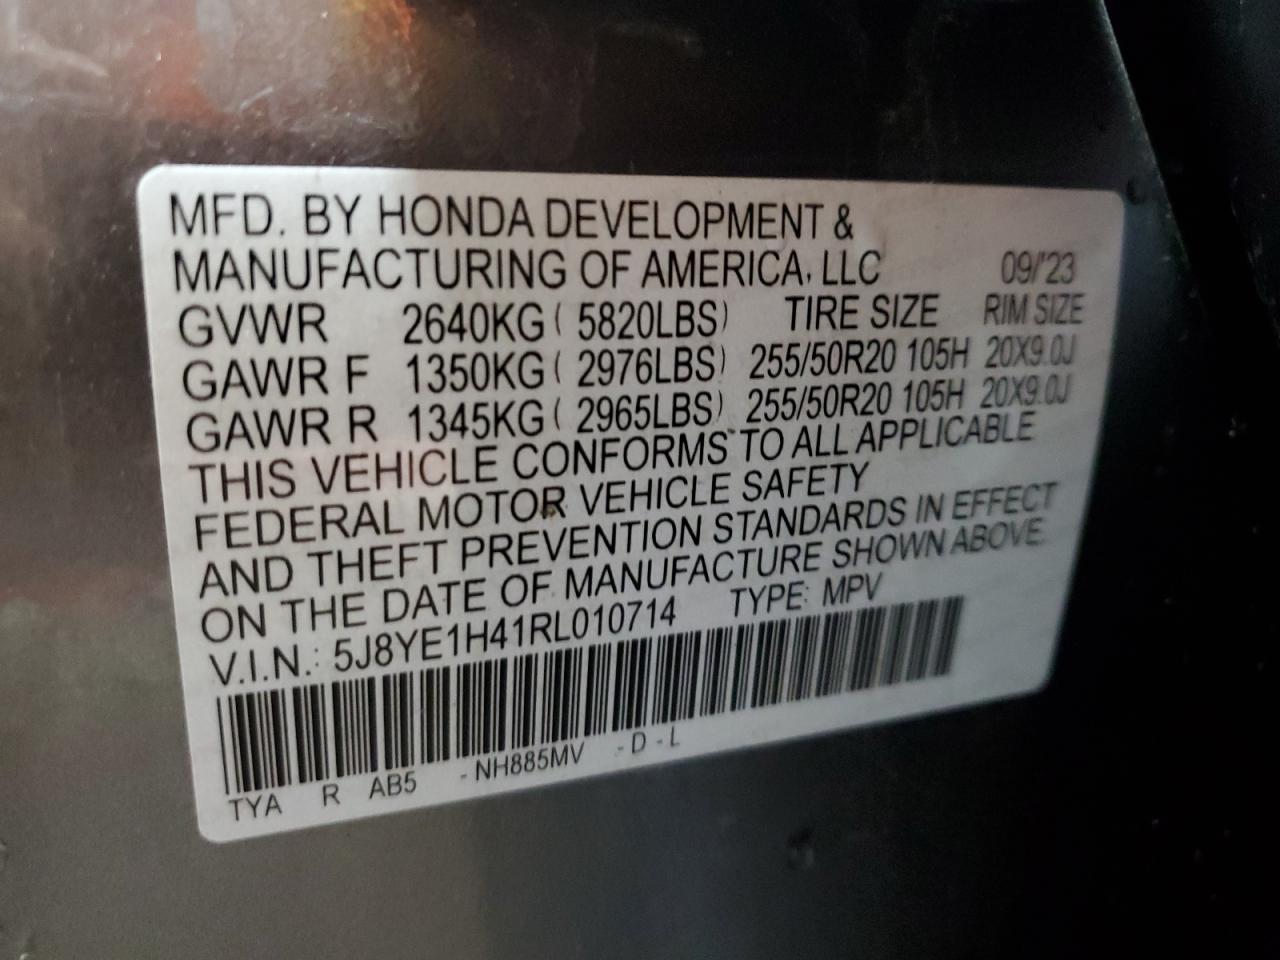 MFD. BY HONDA DEVELOPMENT &
MANUFACTURING OF AMERICA, LLC 09/'23
GVWR 2640KG ( 5820LBS) TIRE SIZE RIM SIZE
GAWR F 1350KG ( 2976LBS) 255/50R20 105H 20X9.0J
GAWR R 1345KG ( 2965LBS) 255/50R20 105H 20X9.0J
THIS VEHICLE CONFORMS TO ALL APPLICABLE
FEDERAL MOTOR VEHICLE SAFETY
AND THEFT PREVENTION STANDARDS IN EFFECT
ON THE DATE OF MANUFACTURE SHOWN ABOVE.
V.I.N.: 5J8YE1H41RL010714 TYPE: MPV
TYA R AB5 - NH885MV - D - L